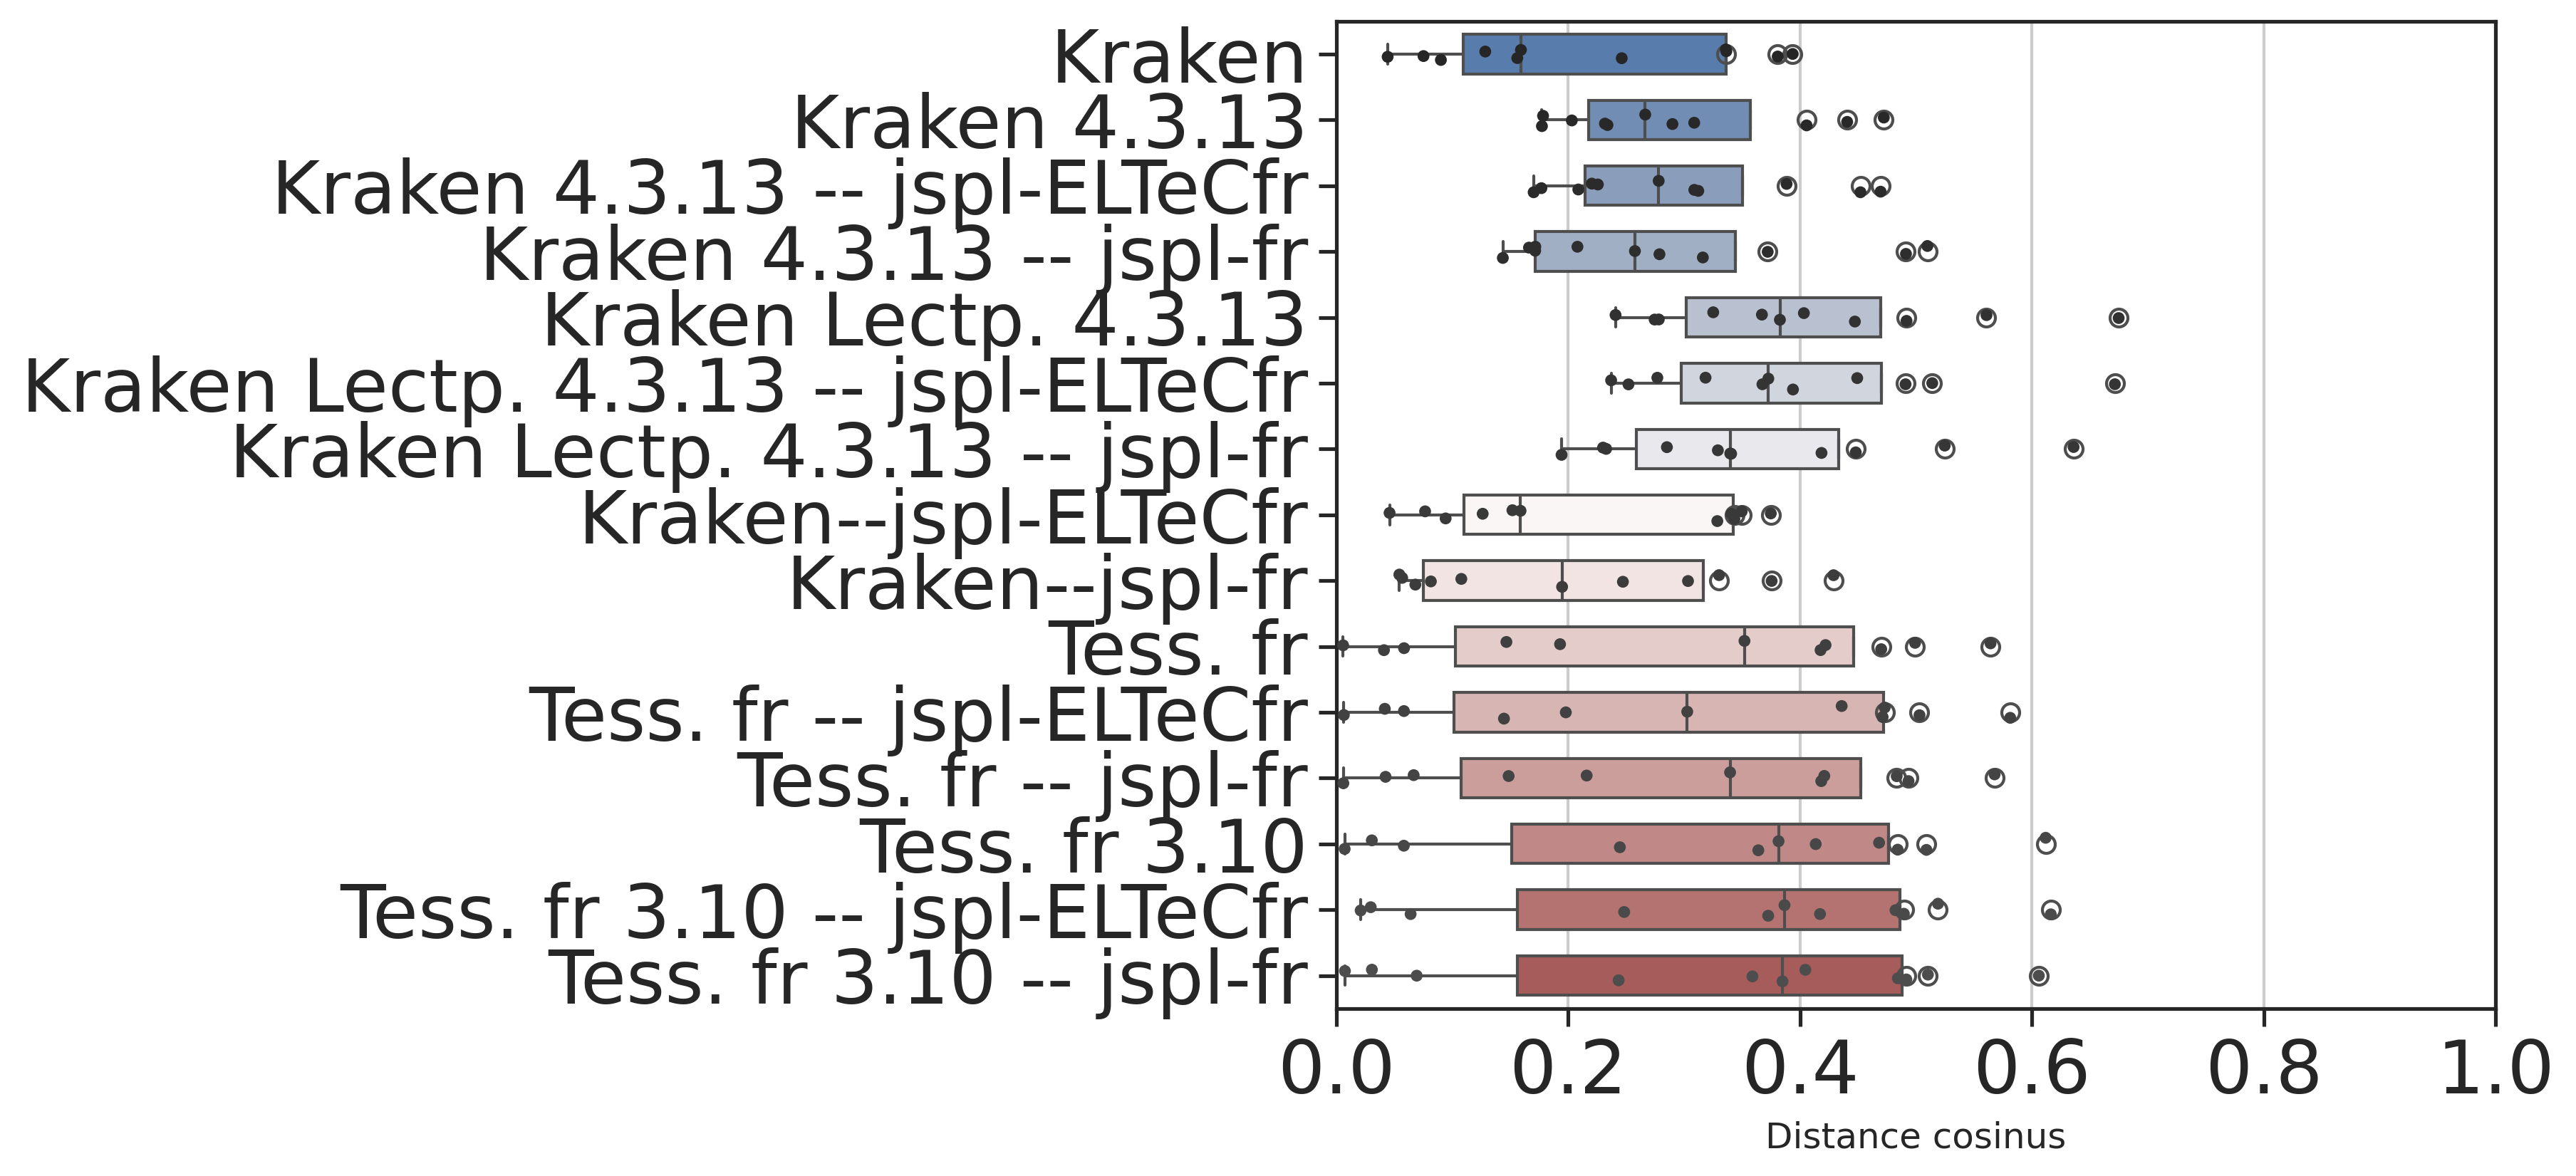 Kraken
Kraken 4.3.13
Kraken 4.3.13 -- jspl-ELTeCfr
Kraken 4.3.13 -- jspl-fr
Kraken Lectp. 4.3.13
Kraken Lectp. 4.3.13 -- jspl-ELTeCfr
Kraken Lectp. 4.3.13 -- jspl-fr
Kraken--jspl-ELTeCfr
Kraken--jspl-fr
Tess. fr
Tess. fr -- jspl-ELTeCfr
Tess. fr -- jspl-fr
Tess. fr 3.10
Tess. fr 3.10 -- jspl-ELTeCfr
Tess. fr 3.10 -- jspl-fr
0.0 0.2 0.4 0.6 0.8 1.0
Distance cosinus